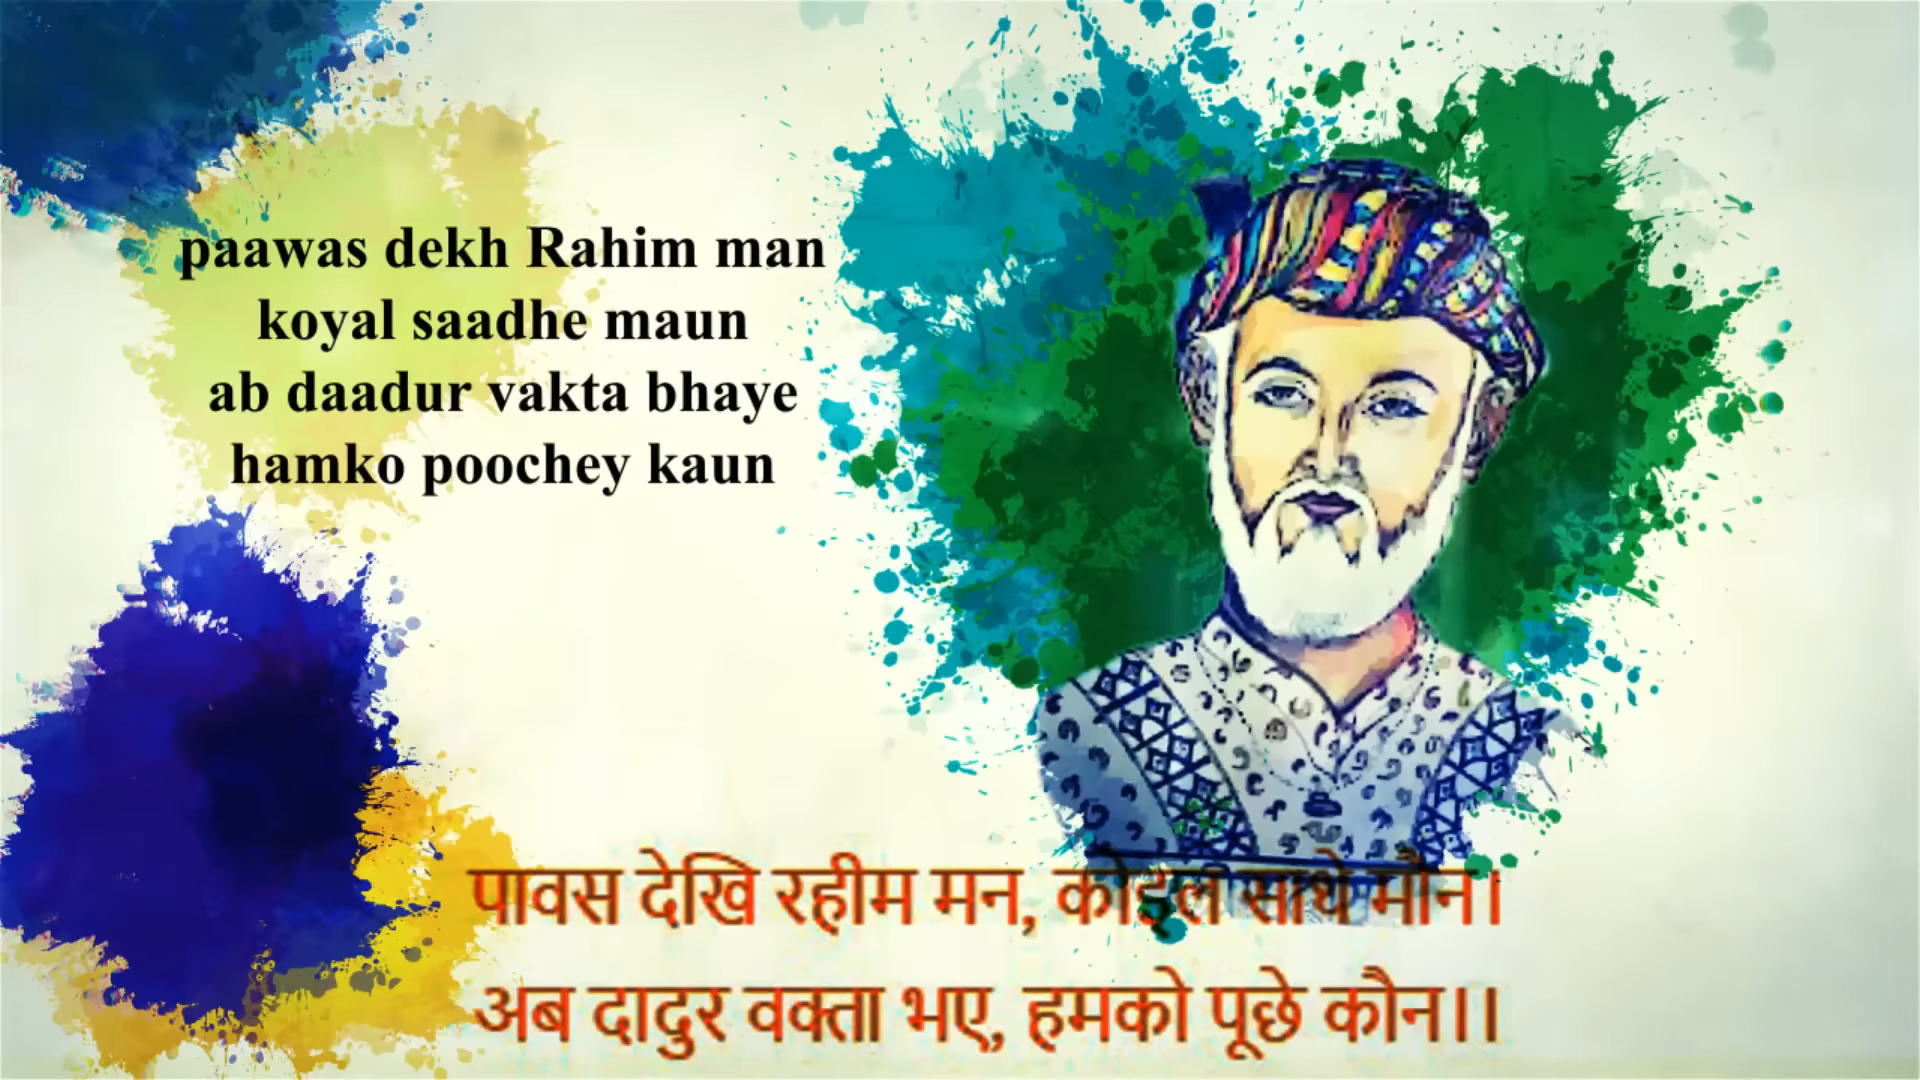 paawas dekh Rahim man
koyal saadhe maun
ab daadur vakta bhaye
hamko poochey kaun
पावस देखि रहीम मन, कोइल साधे मौन।
अब दादुर वक्ता भए, हमको पूछे कौन।।